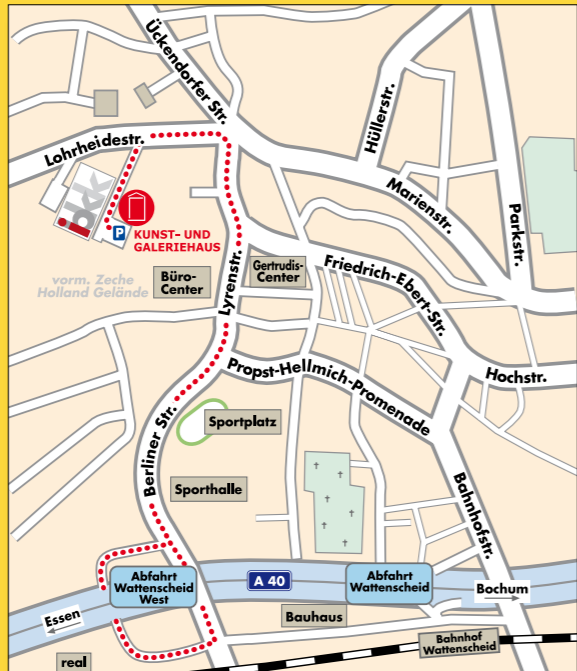 Ückendorfer Str.
Lohrheidestr.
Hüllerstr.
Marienstr.
Parkstr.
ibkk
P
KUNST- UND
GALERIEHAUS
vorm. Zeche
Holland Gelände
Büro-
Center
Lyrenstr.
Gertrudis-
Center
Friedrich-Ebert-Str.
Hochstr.
Propst-Hellmich-Promenade
Berliner Str.
Sportplatz
Sporthalle
Bahnhofstr.
Abfahrt
Wattenscheid
West
A 40
Abfahrt
Wattenscheid
Bochum
Essen
Bauhaus
Bahnhof
Wattenscheid
real